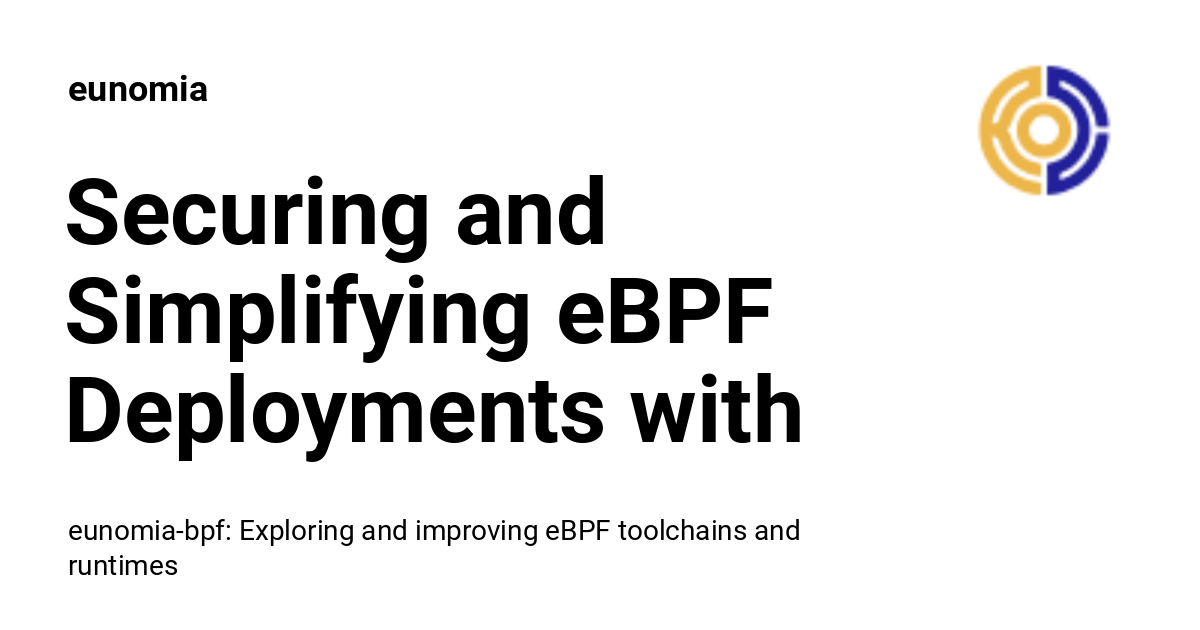 eunomia
Securing and
Simplifying eBPF
Deployments with
eunomia-bpf: Exploring and improving eBPF toolchains and
runtimes